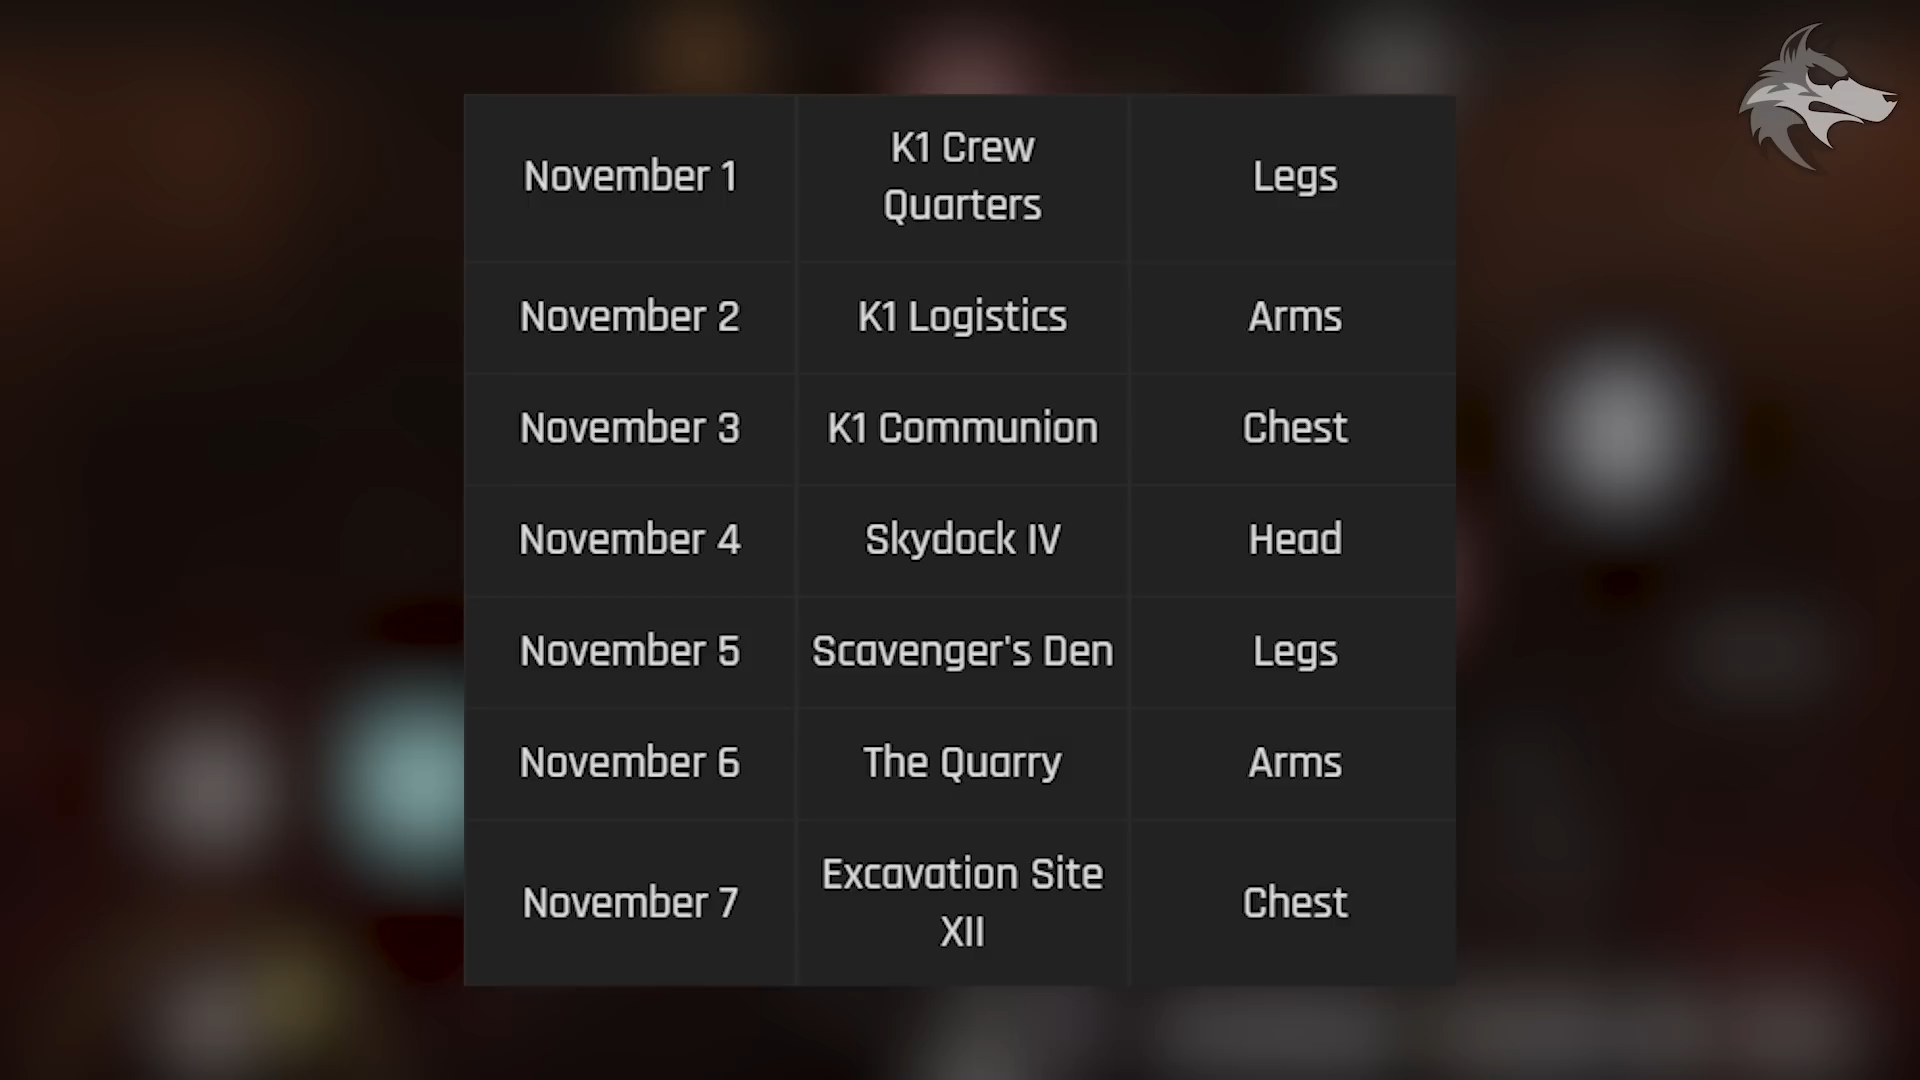 November 1
K1 Crew
Quarters
Legs
November 2
K1 Logistics
Arms
November 3
K1 Communion
Chest
November 4
Skydock IV
Head
November 5
Scavenger's Den
Legs
November 6
The Quarry
Arms
November 7
Excavation Site
XII
Chest